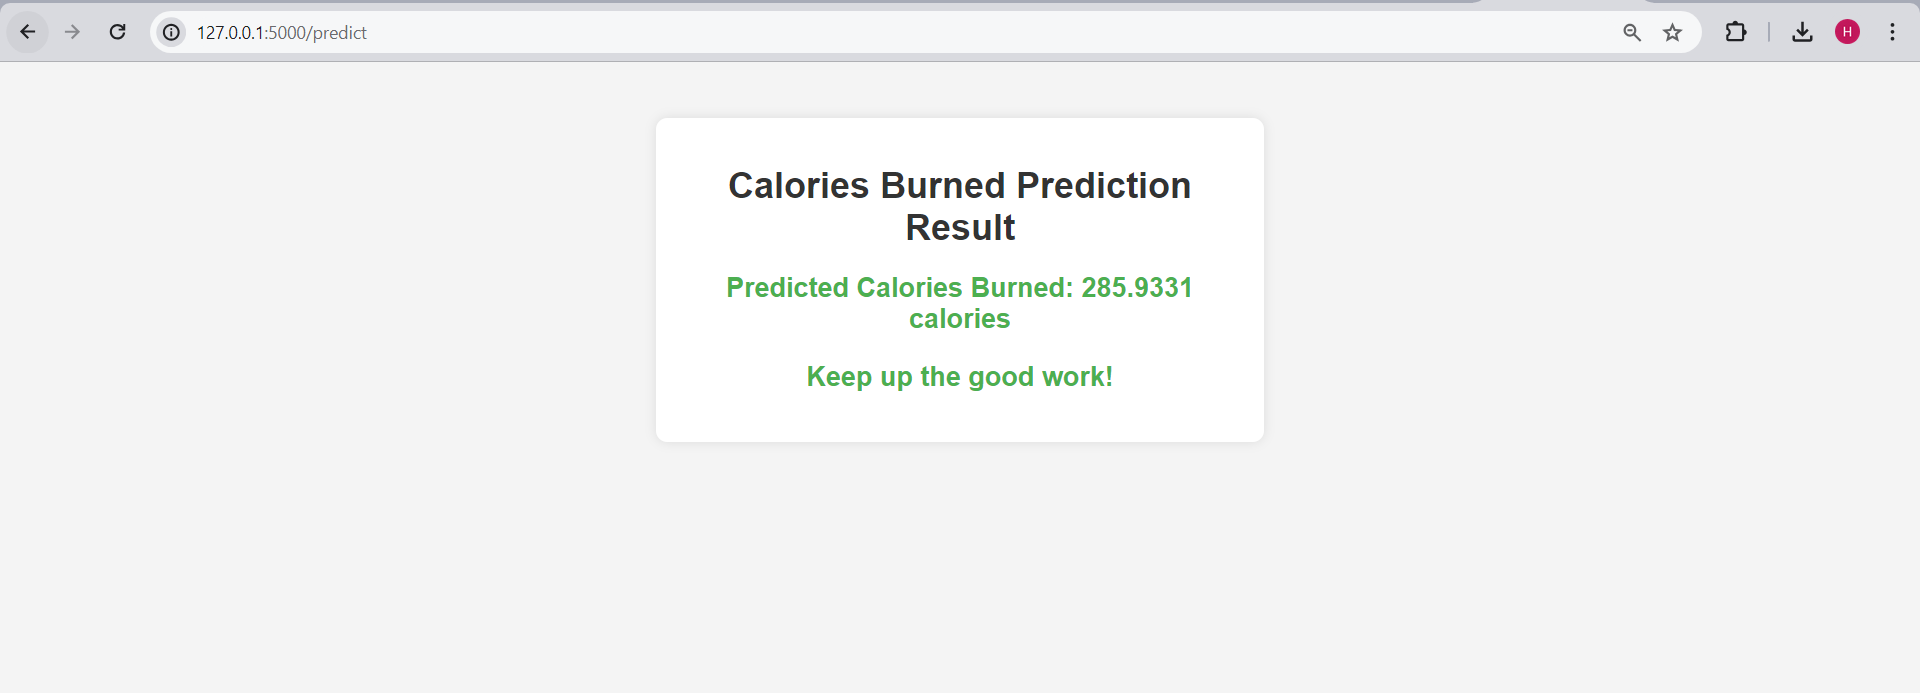 127.0.0.1:5000/predict
H
Calories Burned Prediction
Result
Predicted Calories Burned: 285.9331
calories
Keep up the good work!